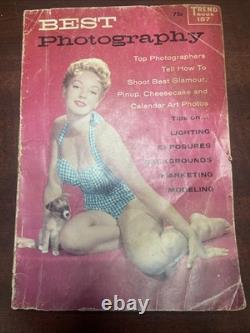 BEST
75c
TREND
BOOK
157
Photography
Top Photographers
Tell How To
Shoot Best Glamour,
Pinup, Cheesecake and
Calendar Art Photos
Tips on...
LIGHTING
EXPOSURES
BACKGROUNDS
MARKETING
MODELING